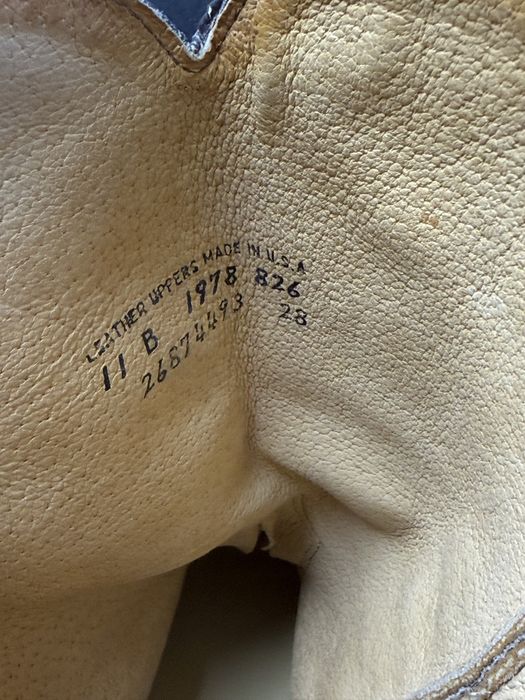 LEATHER UPPERS MADE IN U.S.A
11 B 1978 826
26874493 28